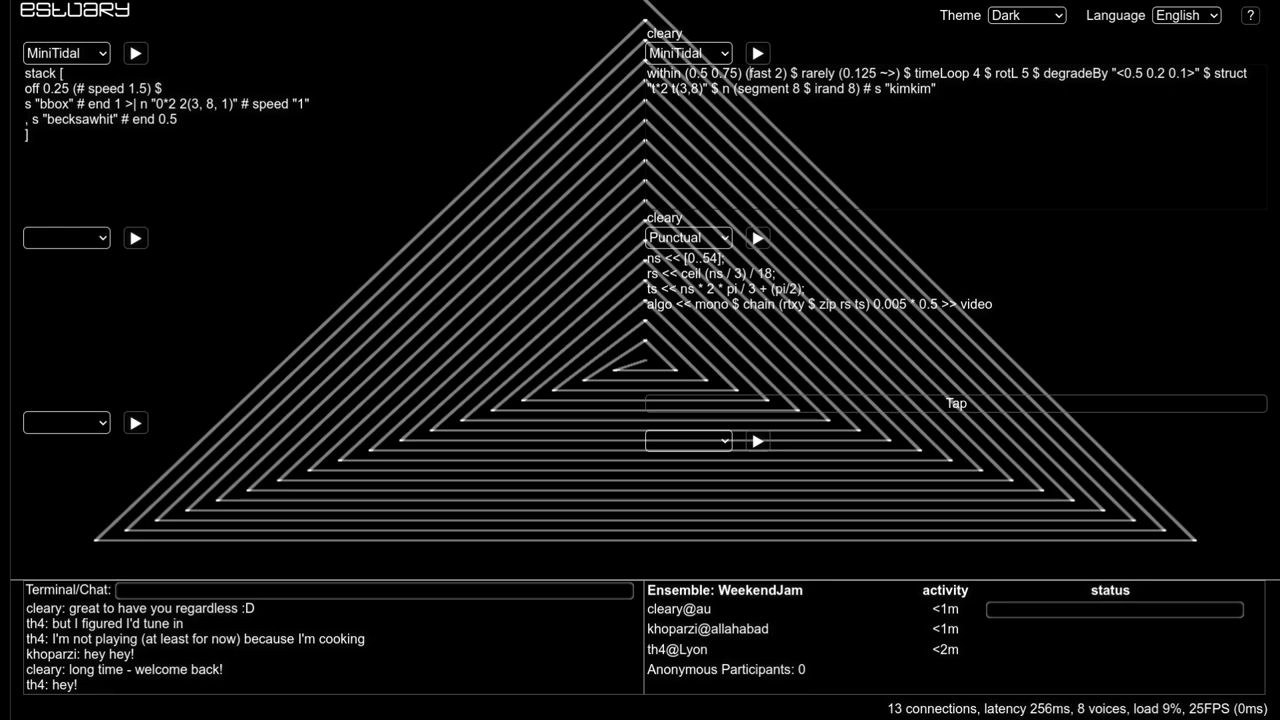 estuary
Theme Dark Language English ?
MiniTidal
stack [
off 0.25 (# speed 1.5) $
s "bbox" # end 1 >| n "0*2 2(3, 8, 1)" # speed "1"
, s "becksawhit" # end 0.5
]
cleary
MiniTidal
within (0.5 0.75) (fast 2) $ rarely (0.125 ~>) $ timeLoop 4 $ rotL 5 $ degradeBy "<0.5 0.2 0.1>" $ struct
"t*2 t(3,8)" $ n (segment 8 $ irand 8) # s "kimkim"
cleary
Punctual
ns << [0..54];
rs << ceil (ns / 3) / 18;
ts << ns * 2 * pi / 3 + (pi/2);
algo << mono $ chain (rtxy $ zip rs ts) 0.005 * 0.5 >> video
Tap
Terminal/Chat:
cleary: great to have you regardless :D
th4: but I figured I'd tune in
th4: I'm not playing (at least for now) because I'm cooking
khoparzi: hey hey!
cleary: long time - welcome back!
th4: hey!
Ensemble: WeekendJam activity status
cleary@au <1m
khoparzi@allahabad <1m
th4@Lyon <2m
Anonymous Participants: 0
13 connections, latency 256ms, 8 voices, load 9%, 25FPS (0ms)